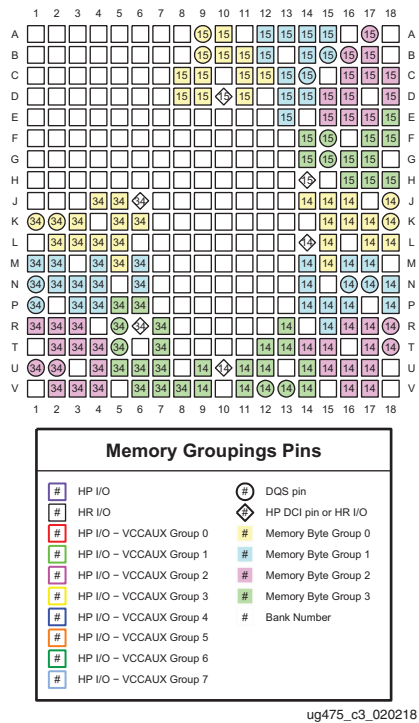 1 2 3 4 5 6 7 8 9 10 11 12 13 14 15 16 17 18
A 15 15 15 15 15 15 15 A
B 15 15 15 15 15 15 15 15 15 B
C 15 15 15 15 15 15 15 15 15 C
D 15 15 15 15 15 15 15 15 15 D
E 15 15 15 15 15 E
F 15 15 15 15 F
G 15 15 15 15 G
H 15 15 15 15 H
J 34 34 34 14 14 14 14 J
K 34 34 34 34 34 14 14 14 14 K
L 34 34 34 34 14 14 14 14 L
M 34 34 34 34 34 14 14 14 14 M
N 34 34 34 34 34 14 14 14 14 N
P 34 34 34 34 34 14 14 14 14 P
R 34 34 34 34 34 34 14 14 14 14 14 R
T 34 34 34 34 34 14 14 14 14 14 14 T
U 34 34 34 34 34 34 14 14 14 14 14 14 14 14 U
V 34 34 34 34 34 34 14 14 14 14 14 14 14 V
1 2 3 4 5 6 7 8 9 10 11 12 13 14 15 16 17 18
Memory Groupings Pins
# HP I/O
# HR I/O
# HP I/O − VCCAUX Group 0
# HP I/O − VCCAUX Group 1
# HP I/O − VCCAUX Group 2
# HP I/O − VCCAUX Group 3
# HP I/O − VCCAUX Group 4
# HP I/O − VCCAUX Group 5
# HP I/O − VCCAUX Group 6
# HP I/O − VCCAUX Group 7
# DQS pin
# HP DCI pin or HR I/O
# Memory Byte Group 0
# Memory Byte Group 1
# Memory Byte Group 2
# Memory Byte Group 3
# Bank Number
ug475_c3_020218